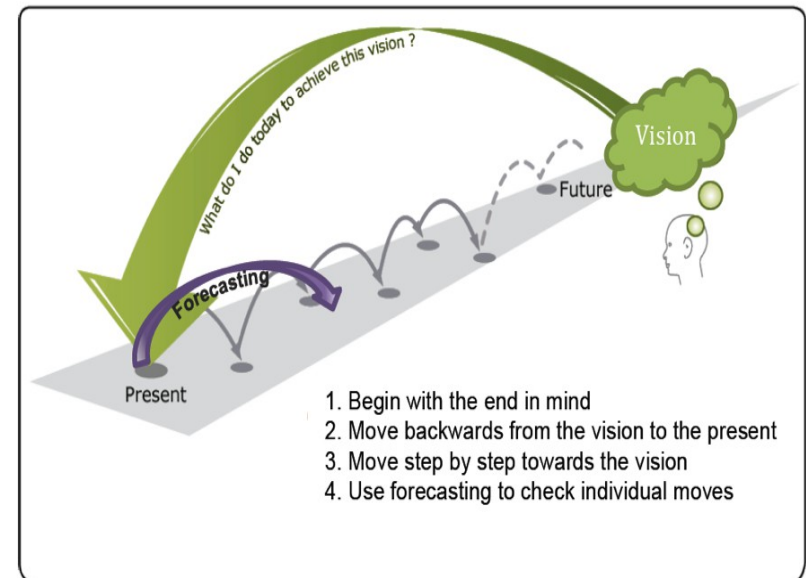 What do I do today to achieve this vision ?
Vision
Future
Forecasting
Present
1. Begin with the end in mind
2. Move backwards from the vision to the present
3. Move step by step towards the vision
4. Use forecasting to check individual moves